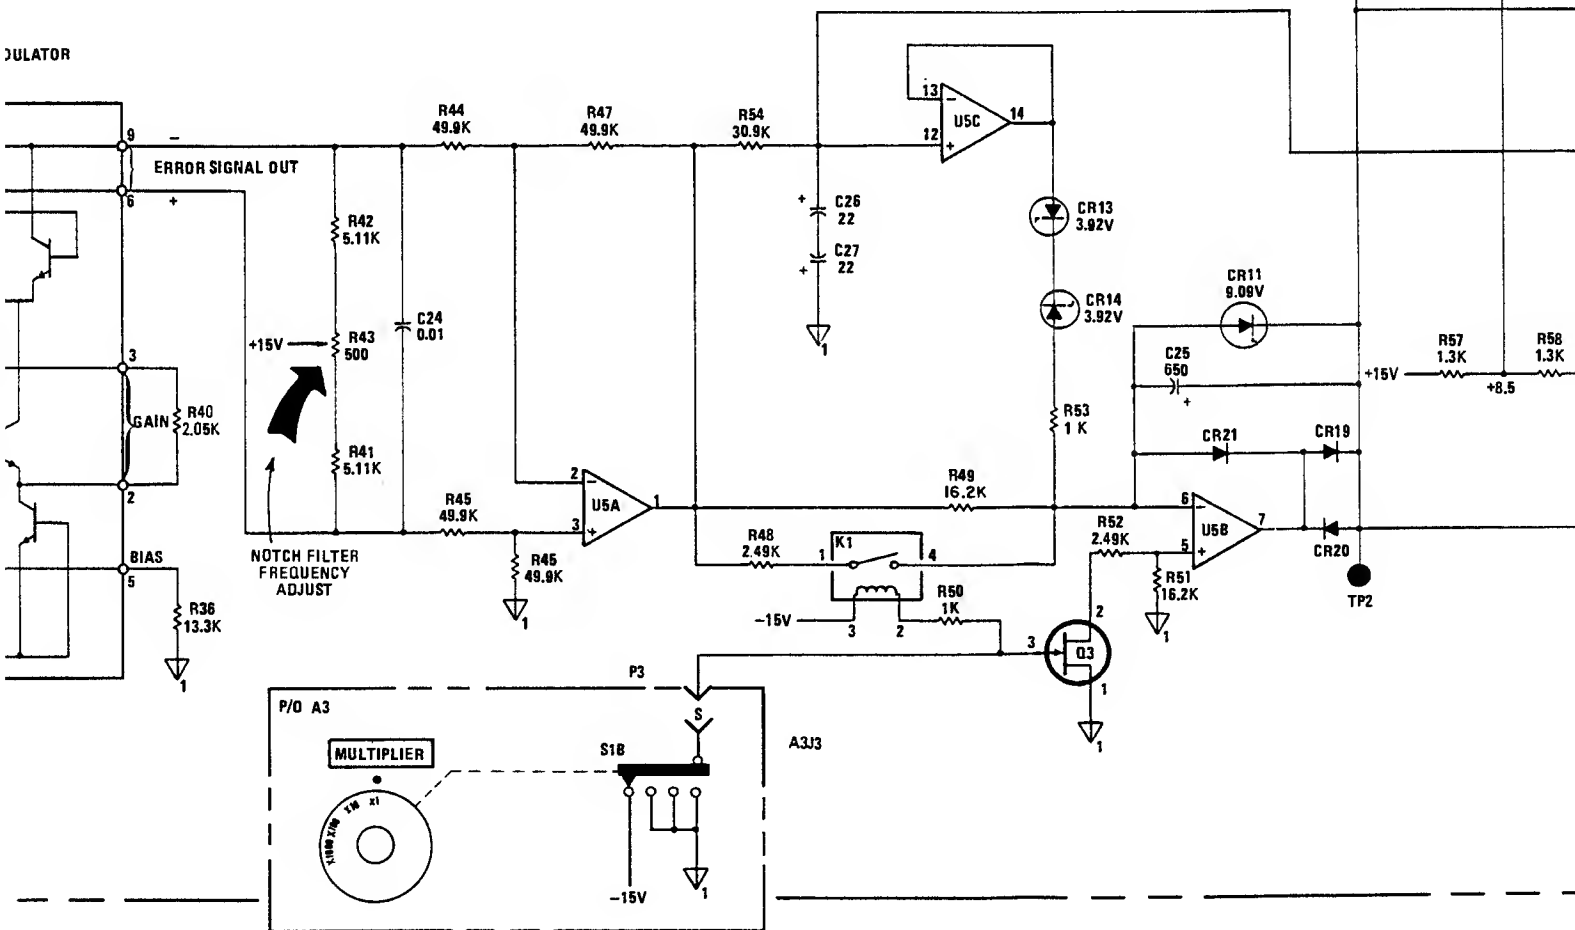 DULATOR
9
−
ERROR SIGNAL OUT
6
+
R44
49.9K
R47
49.9K
R54
30.9K
13
−
U5C
14
12
+
R42
5.11K
+
C26
22
C27
22
+
1
CR13
3.92V
CR14
3.92V
CR11
9.09V
C24
0.01
+15V
R43
500
3
GAIN
R40
2.05K
2
R41
5.11K
C25
650
+
+15V
R57
1.3K
+8.5
R58
1.3K
R53
1 K
CR21
CR19
2
−
U5A
1
3
+
R45
49.9K
R45
49.9K
1
R49
16.2K
6
−
U5B
7
5
+
CR20
TP2
R52
2.49K
R51
16.2K
1
NOTCH FILTER
FREQUENCY
ADJUST
BIAS
5
R36
13.3K
1
R48
2.49K
K1
1
4
−15V
3
2
R50
1K
3
2
Q3
1
1
P3
S
A3J3
P/O A3
MULTIPLIER
X1000 X100 X10 X1
S1B
−15V
1